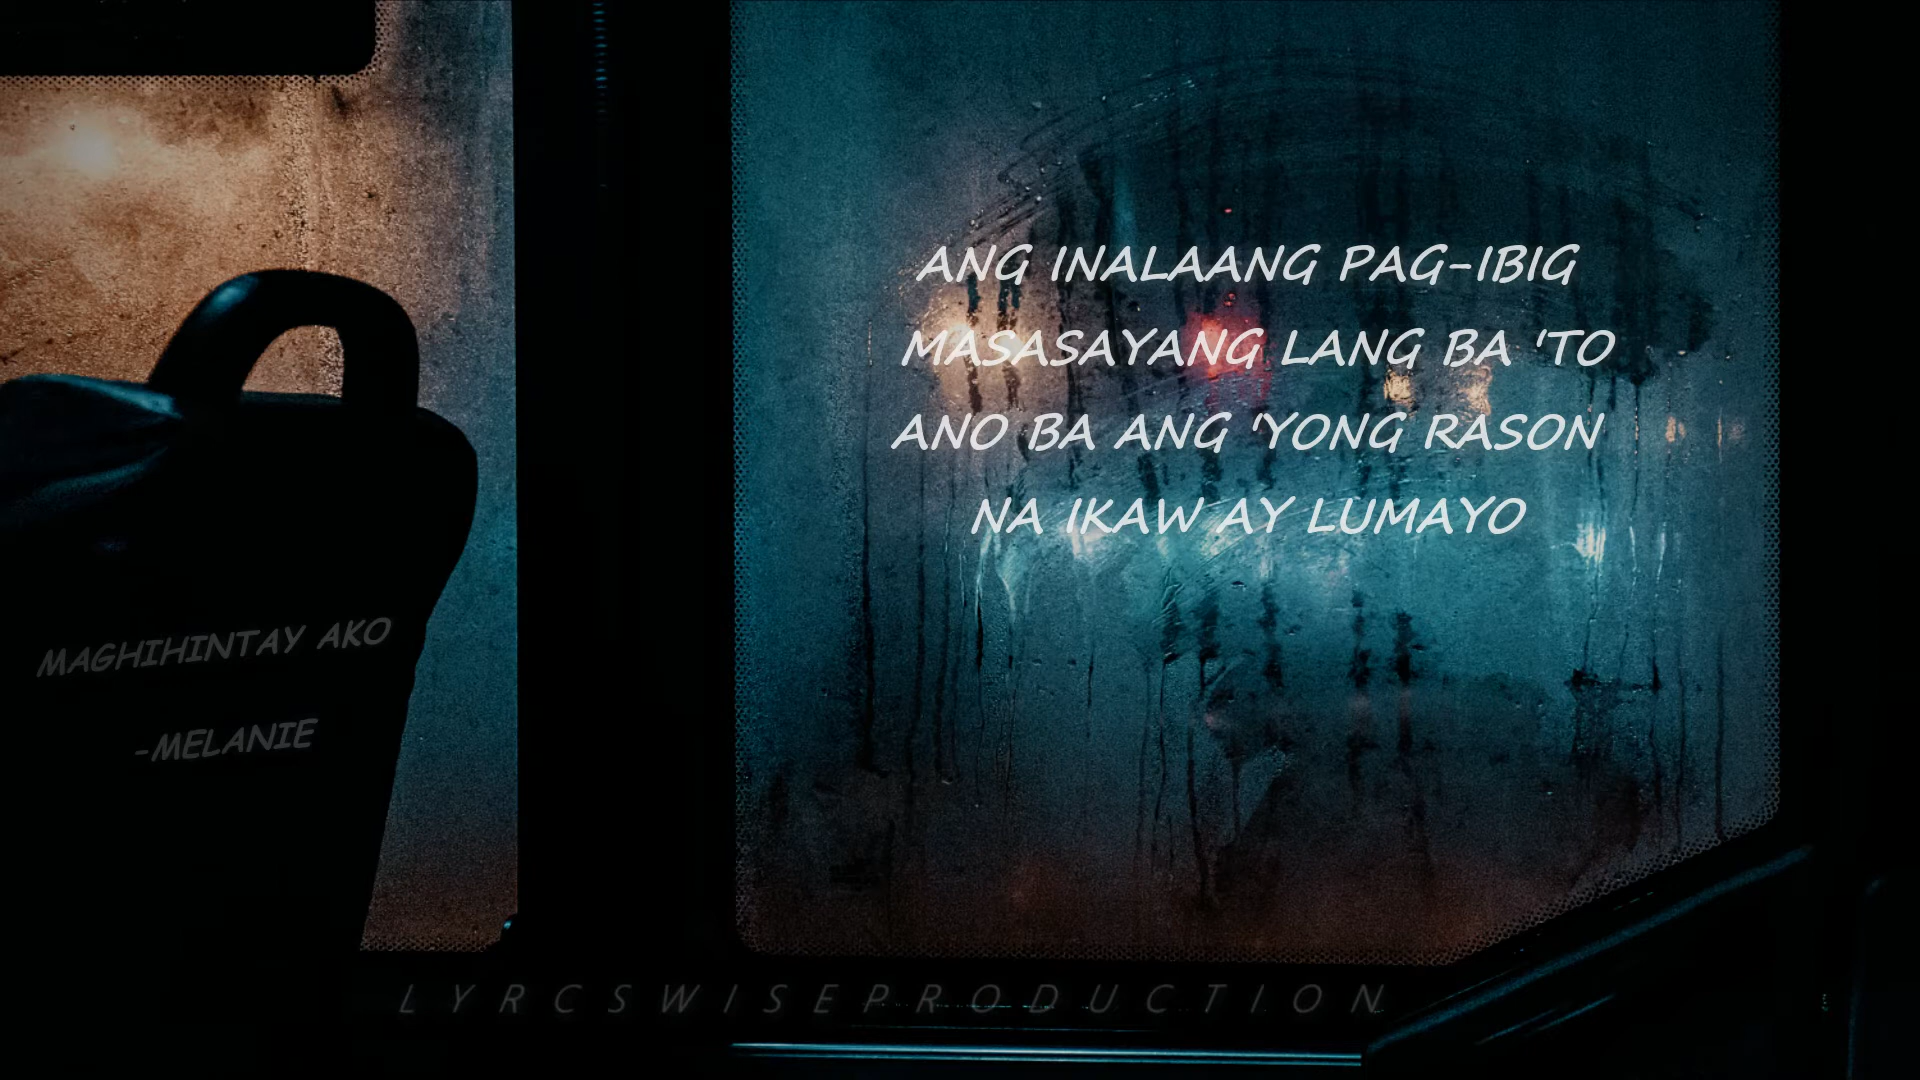 ANG INALAANG PAG-IBIG
MASASAYANG LANG BA 'TO
ANO BA ANG 'YONG RASON
NA IKAW AY LUMAYO
MAGHIHINTAY AKO
-MELANIE
LYRCSWISEPRODUCTION